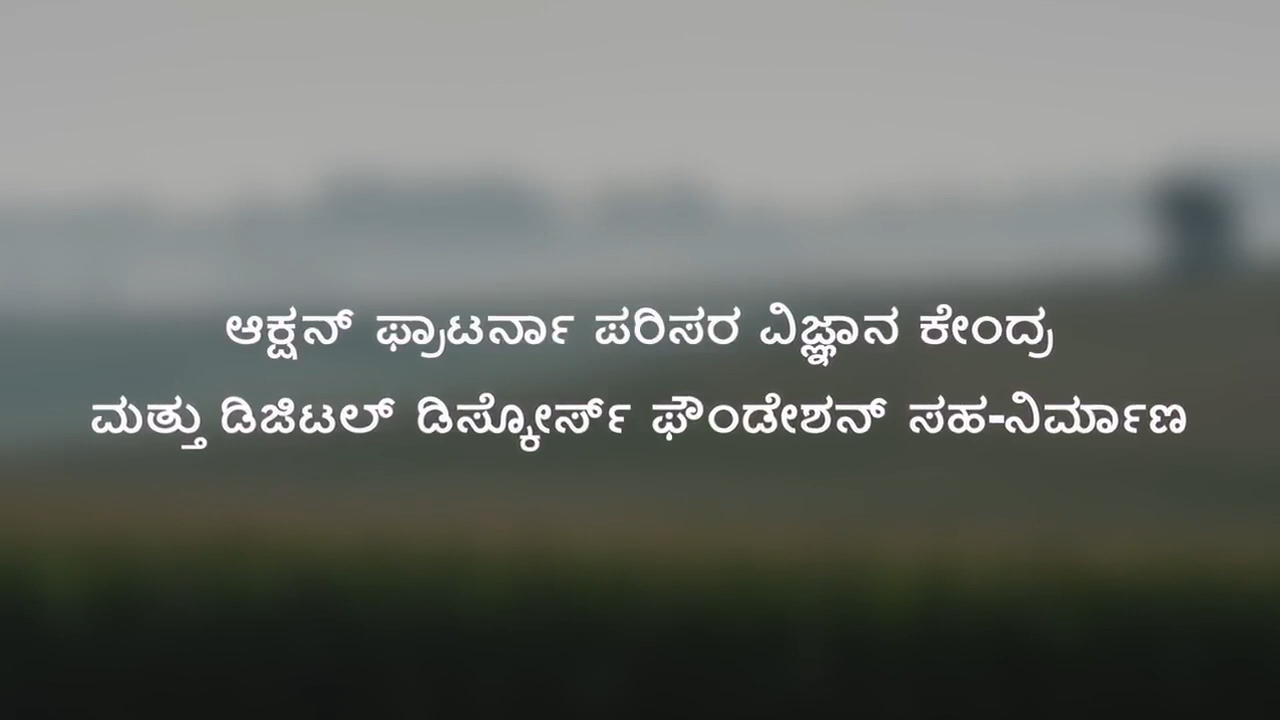 ಆಕ್ಷನ್ ಫ್ರಾಟರ್ನಾ ಪರಿಸರ ವಿಜ್ಞಾನ ಕೇಂದ್ರ
ಮತ್ತು ಡಿಜಿಟಲ್ ಡಿಸ್ಕೋರ್ಸ್ ಫೌಂಡೇಶನ್ ಸಹ-ನಿರ್ಮಾಣ